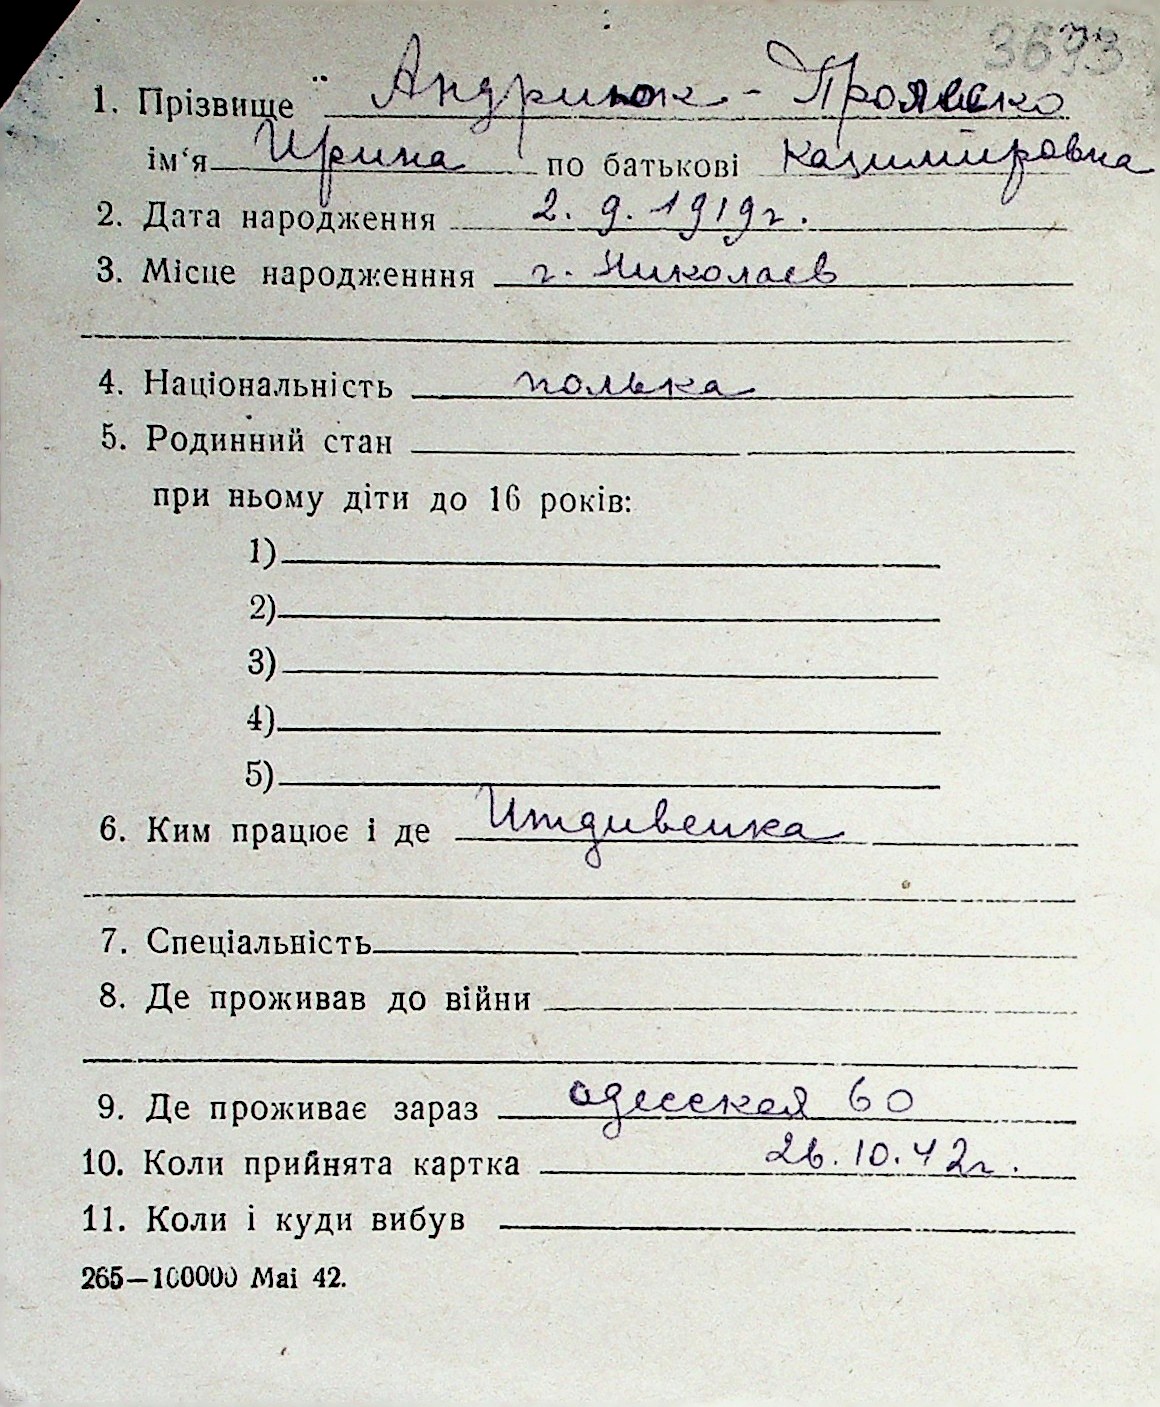 3693
1. Прізвище Андриюк - 
ім'я Ирина по батькові Казимировна
2. Дата народження 2. 9. 1919г.
3. Місце народженння г. Николаев
4. Національність полька
5. Родинний стан
при ньому діти до 16 років:
1)
2)
3)
4)
5)
6. Ким працює і де Иждивенка
7. Спеціальність
8. Де проживав до війни
9. Де проживає зараз одесская 60
10. Коли прийнята картка 26.10.42г.
11. Коли і куди вибув
265—100000 Mai 42.